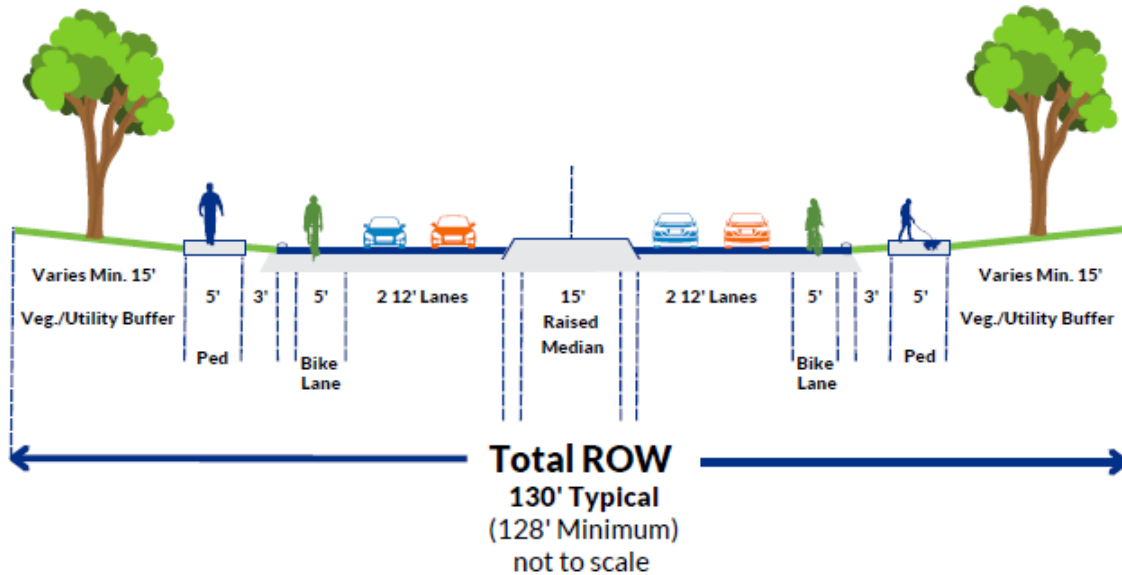 Varies Min. 15'
Veg./Utility Buffer
5'
Ped
3'
5'
Bike
Lane
2 12' Lanes
15'
Raised
Median
2 12' Lanes
5'
Bike
Lane
3'
5'
Ped
Varies Min. 15'
Veg./Utility Buffer
Total ROW
130' Typical
(128' Minimum)
not to scale